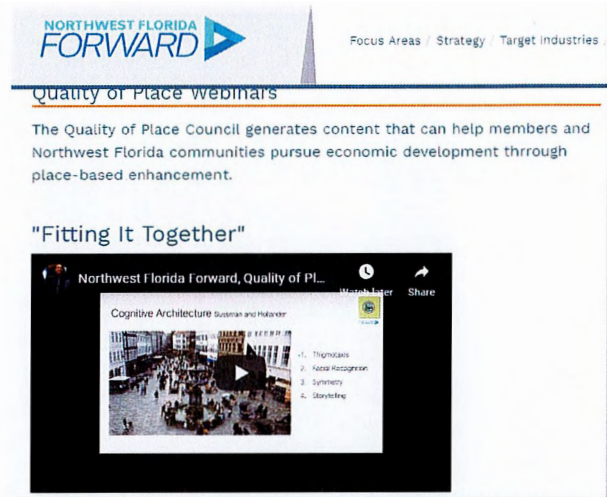 NORTHWEST FLORIDA
FORWARD
Focus Areas / Strategy / Target Industries
Quality of Place Webinars
The Quality of Place Council generates content that can help members and
Northwest Florida communities pursue economic development thrrough
place-based enhancement.
"Fitting It Together"
Northwest Florida Forward, Quality of Pl...
Watch later
Share
Cognitive Architecture Sussman and Hollander
1. Thigmotaxis
2. Facial Recognition
3. Symmetry
4. Storytelling